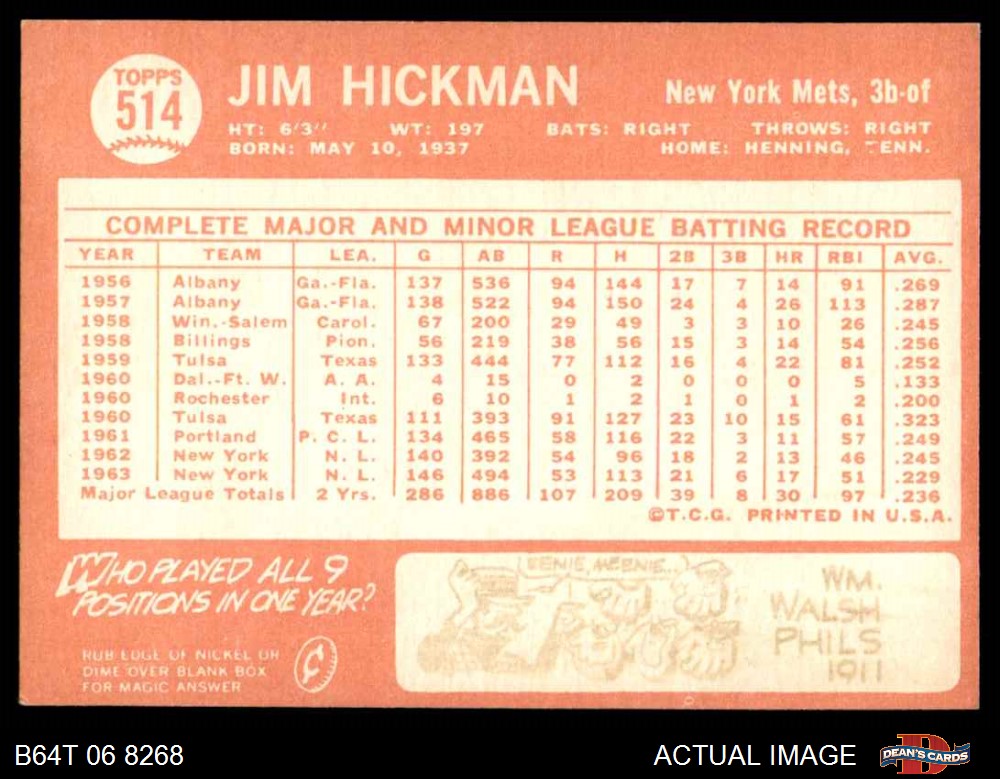 TOPPS
514
JIM HICKMAN
New York Mets, 3b-of
HT: 6'3" WT: 197 BATS: RIGHT THROWS: RIGHT
BORN: MAY 10, 1937 HOME: HENNING, TENN.
COMPLETE MAJOR AND MINOR LEAGUE BATTING RECORD
YEAR TEAM LEA. G AB R H 2B 3B HR RBI AVG.
1956 Albany Ga.-Fla. 137 536 94 144 17 7 14 91 .269
1957 Albany Ga.-Fla. 138 522 94 150 24 4 26 113 .287
1958 Win.-Salem Carol. 67 200 29 49 3 3 10 26 .245
1958 Billings Pion. 56 219 38 56 15 3 14 54 .256
1959 Tulsa Texas 133 444 77 112 16 4 22 81 .252
1960 Dal.-Ft. W. A. A. 4 15 0 2 0 0 0 5 .133
1960 Rochester Int. 6 10 1 2 1 0 1 2 .200
1960 Tulsa Texas 111 393 91 127 23 10 15 61 .323
1961 Portland P. C. L. 134 465 58 116 22 3 11 57 .249
1962 New York N. L. 140 392 54 96 18 2 13 46 .245
1963 New York N. L. 146 494 53 113 21 6 17 51 .229
Major League Totals 2 Yrs. 286 886 107 209 39 8 30 97 .236
©T.C.G. PRINTED IN U.S.A.
WHO PLAYED ALL 9
POSITIONS IN ONE YEAR?
RUB EDGE OF NICKEL OR
DIME OVER BLANK BOX
FOR MAGIC ANSWER
EENIE, MEENIE...
WM.
WALSH
PHILS
1911
B64T 06 8268
ACTUAL IMAGE
DEAN'S CARDS